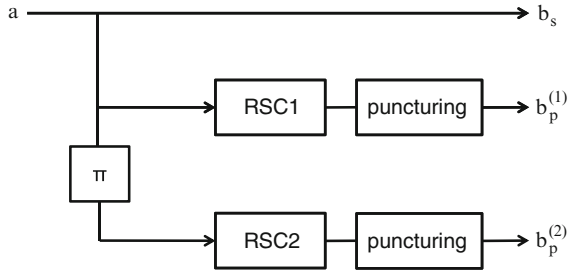 a b_s
RSC1 puncturing b_p^(1)
π
RSC2 puncturing b_p^(2)